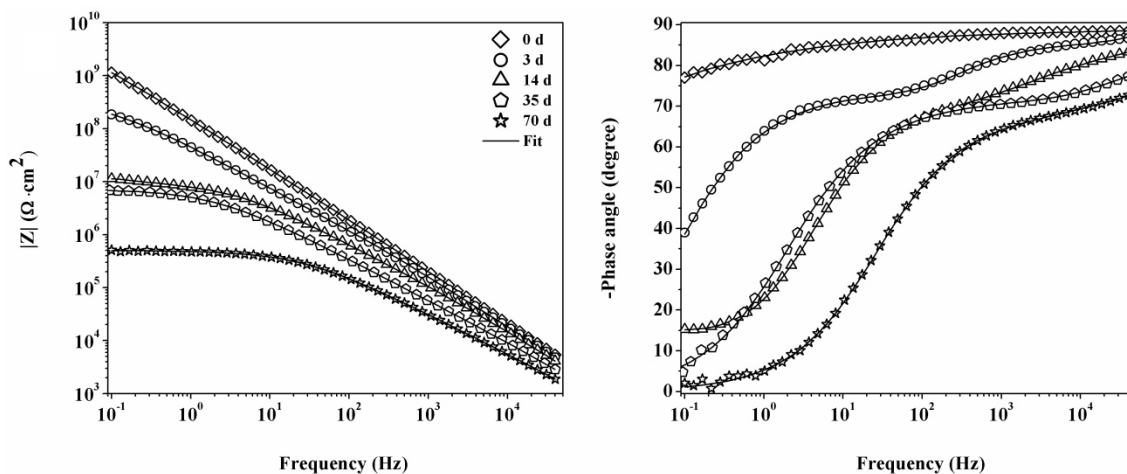 10^10
10^9
10^8
10^7
10^6
10^5
10^4
10^3
|Z| (Ω·cm^2)
0 d
3 d
14 d
35 d
70 d
Fit
10^-1 10^0 10^1 10^2 10^3 10^4
Frequency (Hz)
90
80
70
60
50
40
30
20
10
0
-Phase angle (degree)
10^-1 10^0 10^1 10^2 10^3 10^4
Frequency (Hz)